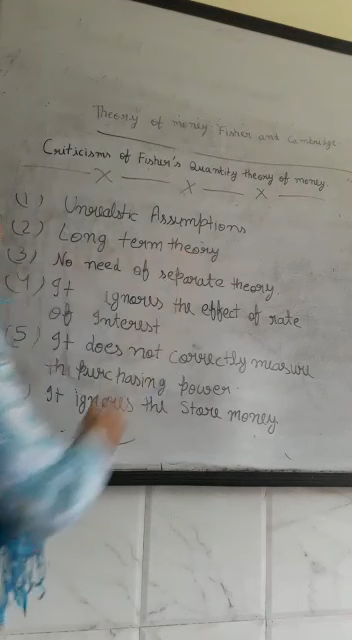 Theory of money Fisher and Cambridge
Criticisms of Fisher's Quantity theory of money.
(1) Unrealstic Assumptions
(2) Long term theory
(3) No need of separate theory
(4) It ignores the effect of rate
of Interest
(5) It does not correctly measure
th purchasing power.
) It ignores the Store money.